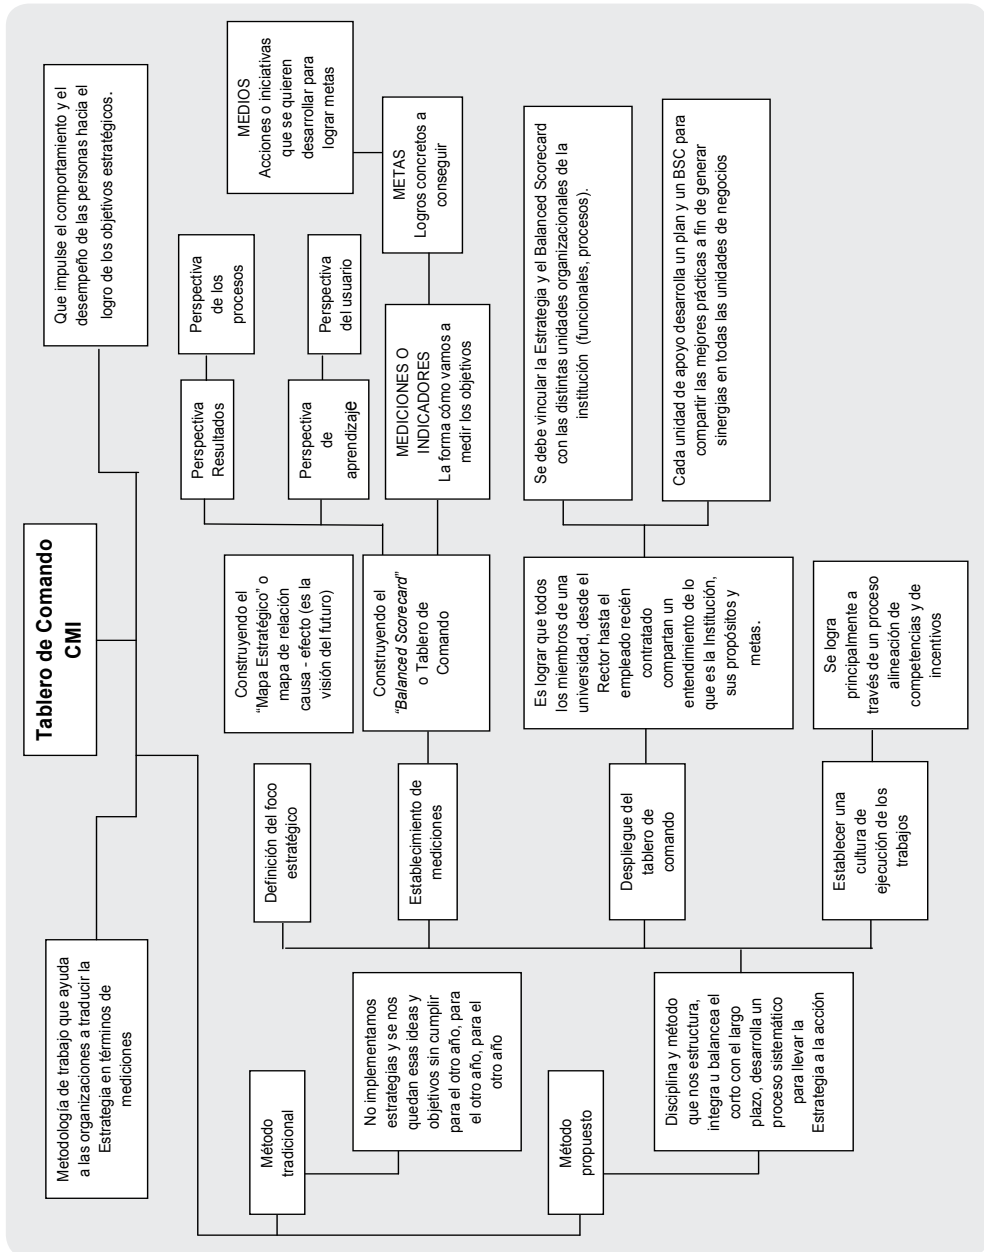 Tablero de Comando
CMI
Metodología de trabajo que ayuda
a las organizaciones a traducir la
Estrategia en términos de
mediciones
Que impulse el comportamiento y el
desempeño de las personas hacia el
logro de los objetivos estratégicos.
Método
tradicional
No implementamos
estrategias y se nos
quedan esas ideas y
objetivos sin cumplir
para el otro año, para
el otro año, para el
otro año
Método
propuesto
Disciplina y método
que nos estructura,
integra u balancea el
corto con el largo
plazo, desarrolla un
proceso sistemático
para llevar la
Estrategia a la acción
Definición del foco
estratégico
Construyendo el
“Mapa Estratégico” o
mapa de relación
causa - efecto (es la
visión del futuro)
Establecimiento de
mediciones
Construyendo el
“Balanced Scorecard”
o Tablero de
Comando
Perspectiva
Resultados
Perspectiva
de los
procesos
Perspectiva
de
aprendizaje
Perspectiva
del usuario
MEDICIONES O
INDICADORES
La forma cómo vamos a
medir los objetivos
METAS
Logros concretos a
conseguir
MEDIOS
Acciones o iniciativas
que se quieren
desarrollar para
lograr metas
Despliegue del
tablero de
comando
Es lograr que todos
los miembros de una
universidad, desde el
Rector hasta el
empleado recién
contratado
compartan un
entendimiento de lo
que es la Institución,
sus propósitos y
metas.
Se debe vincular la Estrategia y el Balanced Scorecard
con las distintas unidades organizacionales de la
institución (funcionales, procesos).
Cada unidad de apoyo desarrolla un plan y un BSC para
compartir las mejores prácticas a fin de generar
sinergias en todas las unidades de negocios
Establecer una
cultura de
ejecución de los
trabajos
Se logra
principalmente a
través de un proceso
alineación de
competencias y de
incentivos